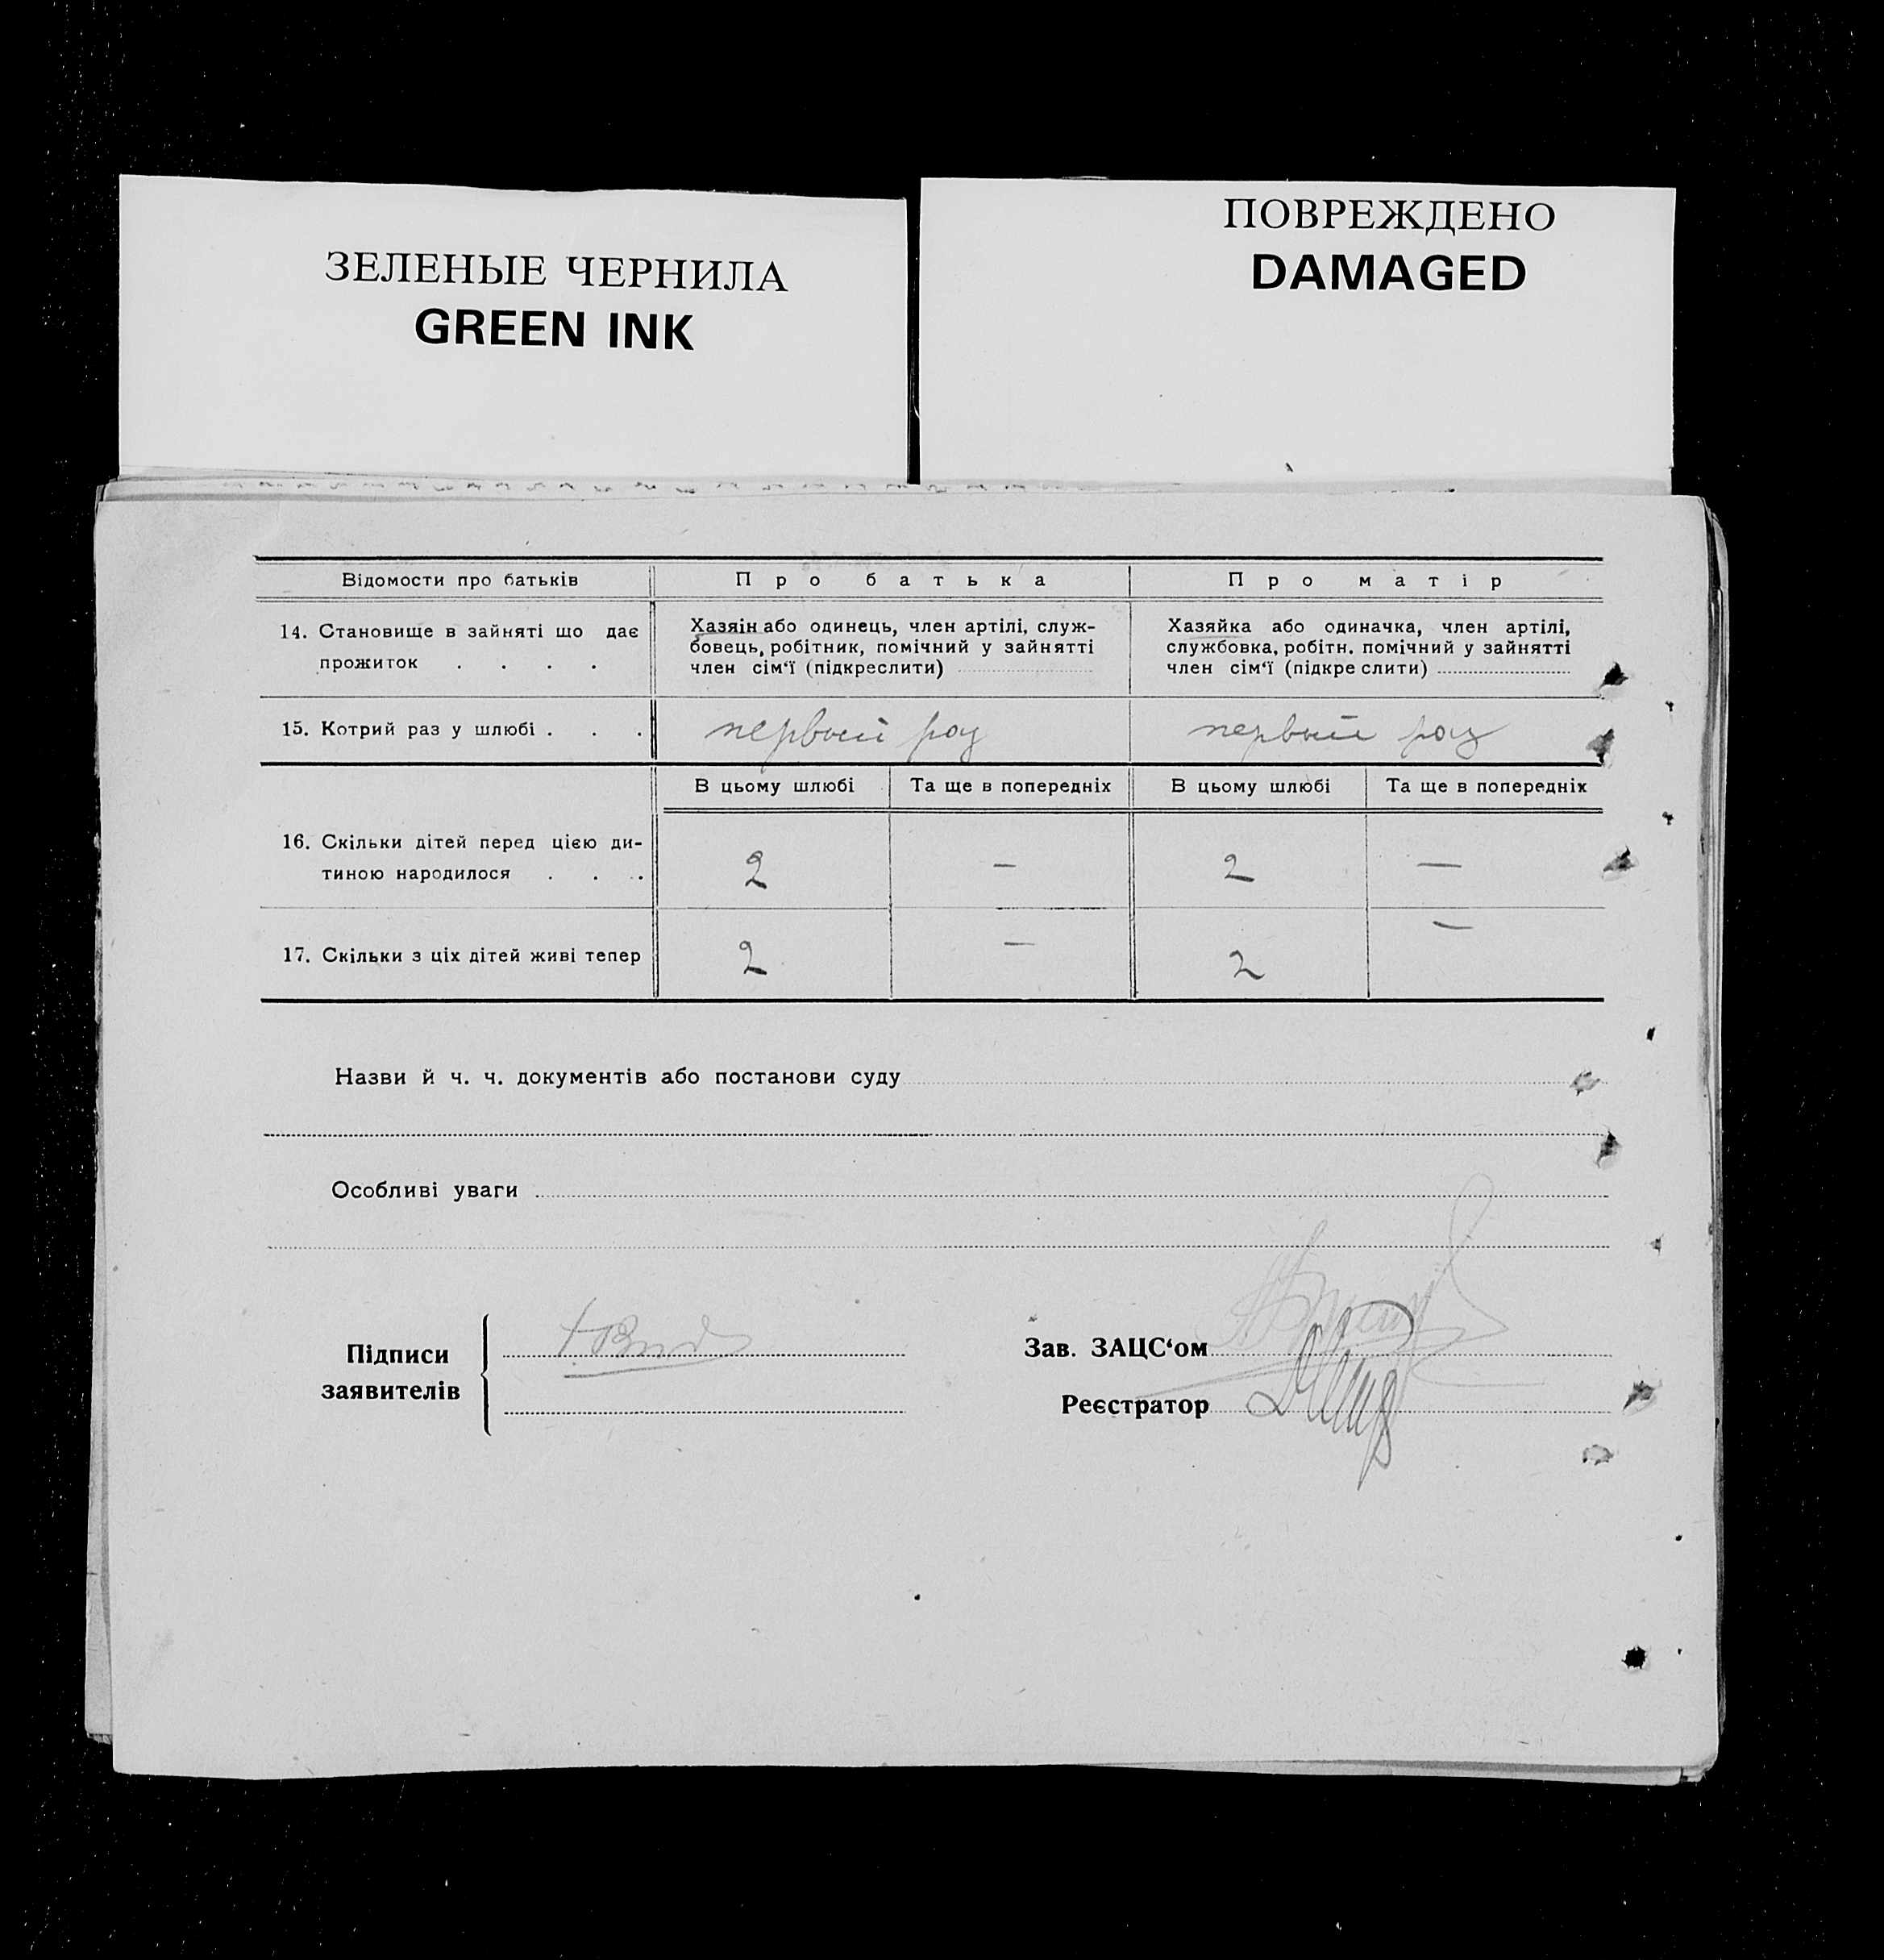 ЗЕЛЕНЫЕ ЧЕРНИЛА
GREEN INK
ПОВРЕЖДЕНО
DAMAGED
Відомости про батьків
Про батька
Про матір
14. Становище в зайняті що дає
прожиток . . . .
Хазяін або одинець, член артілі, служ-
бовець, робітник, помічний у зайнятті
член сім‘ї (підкреслити)
Хазяйка або одиначка, член артілі,
службовка, робітн. помічний у зайнятті
член сім‘ї (підкре слити)
15. Котрий раз у шлюбі . . .
первый раз
первый раз
В цьому шлюбі
Та ще в попередніх
В цьому шлюбі
Та ще в попередніх
16. Скільки дітей перед цією ди-
тиною народилося . . .
2
—
2
—
17. Скільки з ціх дітей живі тепер
2
—
2
—
Назви й ч. ч. документів або постанови суду
Особливі уваги
Підписи
заявителів
Зав. ЗАЦС‘ом
Реєстратор